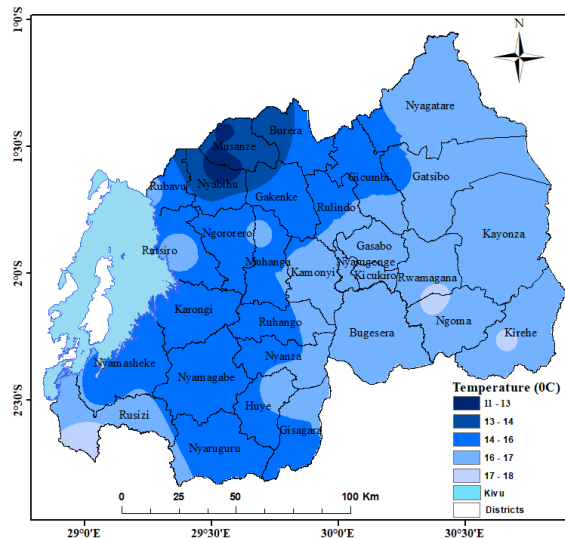 1°0'S
N
Nyagatare
Burera
Musanze
1°30'S
Gicumbi
Gatsibo
Rubavu
Nyabihu
Gakenke
Rulindo
Ngororero
Kayonza
Rutsiro
Gasabo
Muhanga
Nyarugenge
Kamonyi
Kicukiro
Rwamagana
2°0'S
Karongi
Ruhango
Bugesera
Ngoma
Kirehe
Nyamasheke
Nyanza
Nyamagabe
Temperature (0C)
11 - 13
2°30'S
Huye
13 - 14
Rusizi
Gisagara
14 - 16
Nyaruguru
16 - 17
17 - 18
Kivu
0 25 50 100 Km
Districts
29°0'E 29°30'E 30°0'E 30°30'E